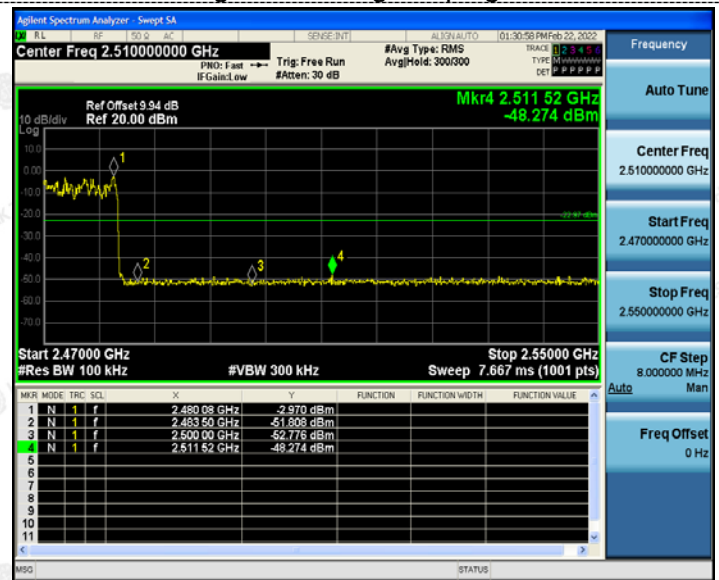 Agilent Spectrum Analyzer - Swept SA
RL RF 50 Ω AC SENSE:INT ALIGN AUTO 01:30:58 PM Feb 22, 2022
Center Freq 2.510000000 GHz
PNO: Fast
IFGain:Low
Trig: Free Run
#Atten: 30 dB
#Avg Type: RMS
Avg|Hold: 300/300
TRACE 1 2 3 4 5 6
TYPE M W W W W W
DET P P P P P P
Frequency
Mkr4 2.511 52 GHz
-48.274 dBm
Ref Offset 9.94 dB
10 dB/div Ref 20.00 dBm
Log
10.0
0.00
-10.0
-20.0
-30.0
-40.0
-50.0
-60.0
-70.0
1
2
3
4
-22.97 dBm
Start 2.47000 GHz Stop 2.55000 GHz
#Res BW 100 kHz #VBW 300 kHz Sweep 7.667 ms (1001 pts)
MKR MODE TRC SCL X Y FUNCTION FUNCTION WIDTH FUNCTION VALUE
1 N 1 f 2.480 08 GHz -2.970 dBm
2 N 1 f 2.483 50 GHz -51.808 dBm
3 N 1 f 2.500 00 GHz -52.776 dBm
4 N 1 f 2.511 52 GHz -48.274 dBm
5
6
7
8
9
10
11
MSG STATUS
Auto Tune
Center Freq
2.510000000 GHz
Start Freq
2.470000000 GHz
Stop Freq
2.550000000 GHz
CF Step
8.000000 MHz
Auto Man
Freq Offset
0 Hz